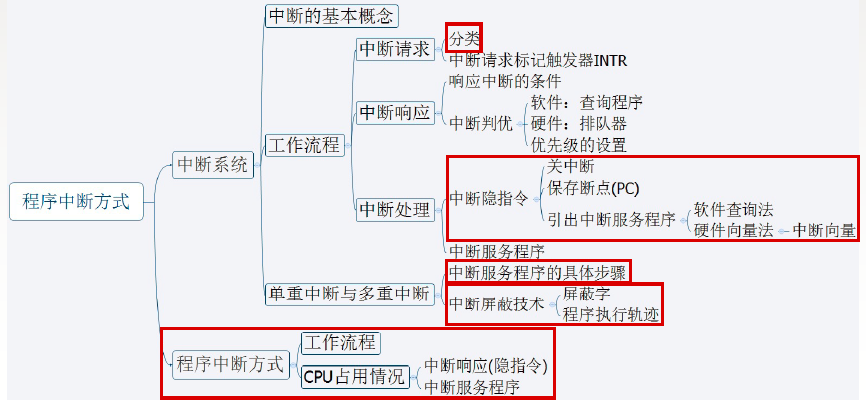 程序中断方式
中断系统
中断的基本概念
工作流程
中断请求
分类
中断请求标记触发器INTR
中断响应
响应中断的条件
中断判优
软件：查询程序
硬件：排队器
优先级的设置
中断处理
中断隐指令
关中断
保存断点(PC)
引出中断服务程序
软件查询法
硬件向量法
中断向量
中断服务程序
单重中断与多重中断
中断服务程序的具体步骤
中断屏蔽技术
屏蔽字
程序执行轨迹
程序中断方式
工作流程
CPU占用情况
中断响应(隐指令)
中断服务程序